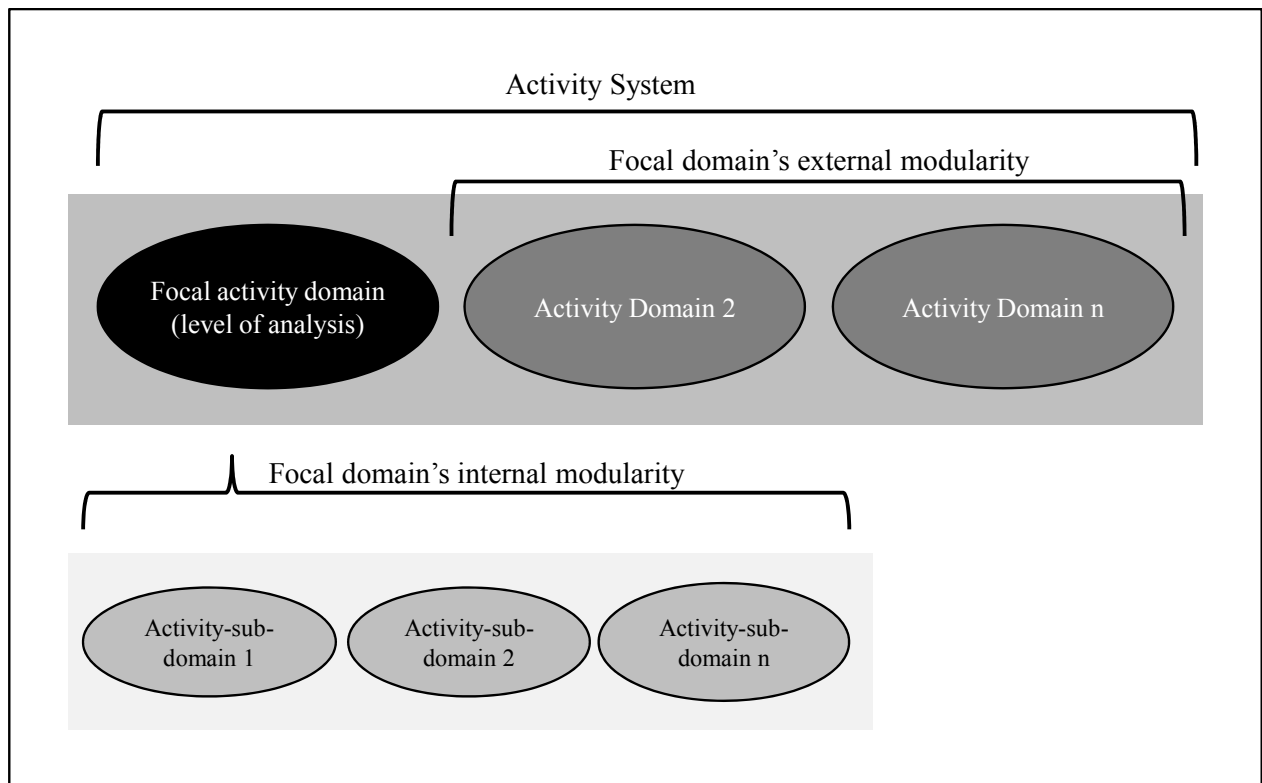 Activity System
Focal domain’s external modularity
Focal activity domain
(level of analysis)
Activity Domain 2
Activity Domain n
Focal domain’s internal modularity
Activity-sub-
domain 1
Activity-sub-
domain 2
Activity-sub-
domain n